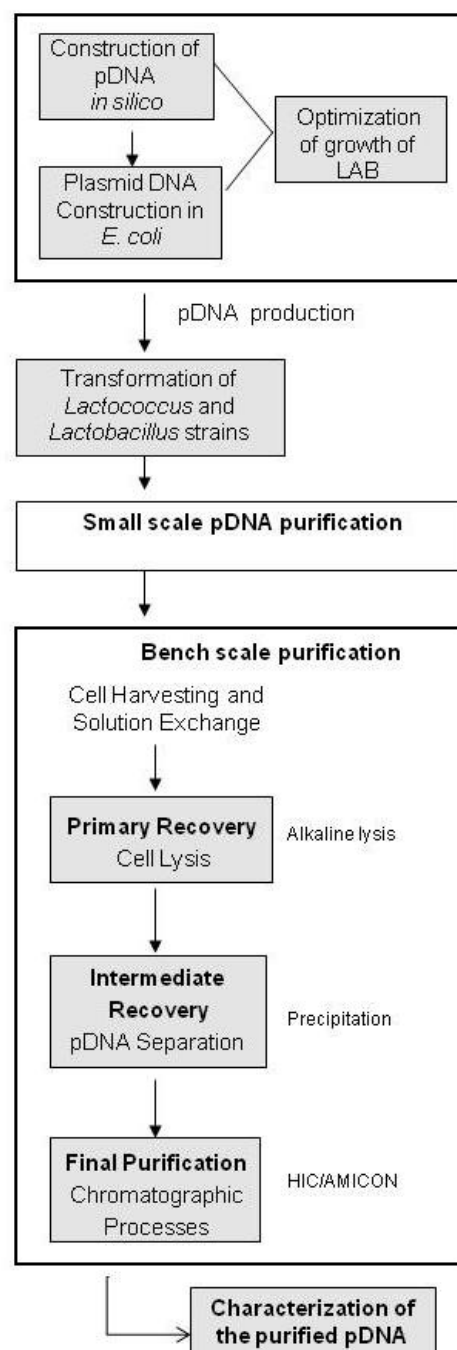 Construction of
pDNA
in silico
Optimization
of growth of
LAB
Plasmid DNA
Construction in
E. coli
pDNA production
Transformation of
Lactococcus and
Lactobacillus strains
Small scale pDNA purification
Bench scale purification
Cell Harvesting and
Solution Exchange
Primary Recovery
Cell Lysis
Alkaline lysis
Intermediate
Recovery
pDNA Separation
Precipitation
Final Purification
Chromatographic
Processes
HIC/AMICON
Characterization of
the purified pDNA